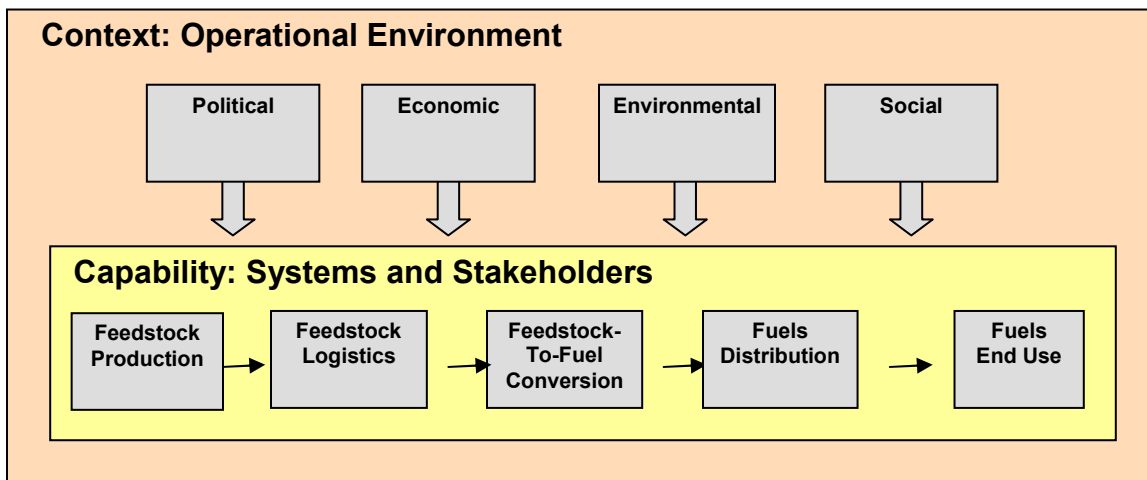 Context: Operational Environment
Political
Economic
Environmental
Social
Capability: Systems and Stakeholders
Feedstock
Production
Feedstock
Logistics
Feedstock-
To-Fuel
Conversion
Fuels
Distribution
Fuels
End Use